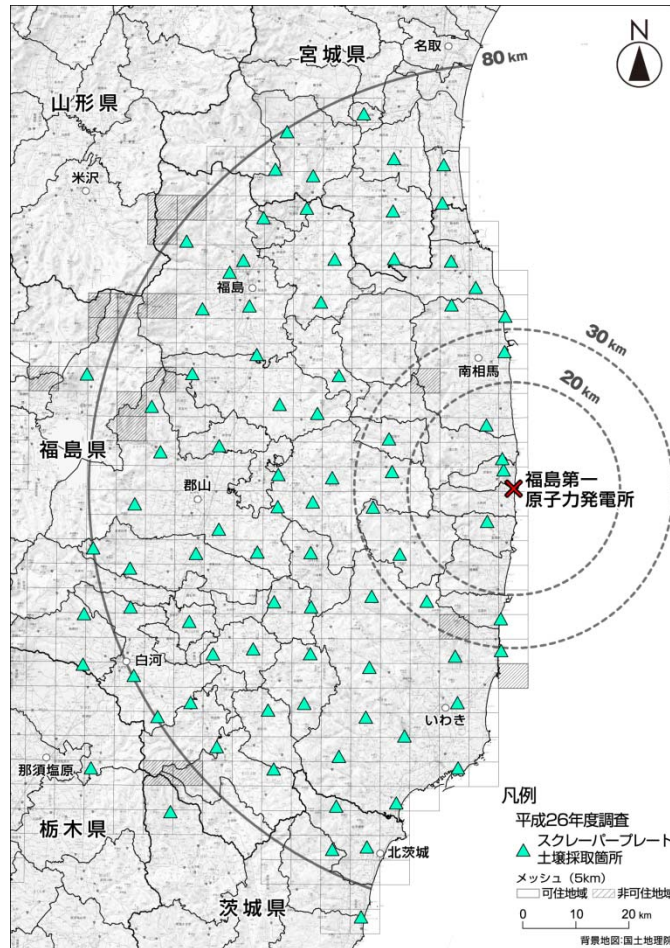 宮城県
名取
80 km
N
山形県
米沢
福島
30 km
南相馬
20 km
福島県
郡山
福島第一
原子力発電所
白河
いわき
那須塩原
栃木県
北茨城
茨城県
凡例
平成26年度調査
スクレーパープレート
土壌採取箇所
メッシュ（5km）
可住地域
非可住地域
0 10 20 km
背景地図:国土地理院